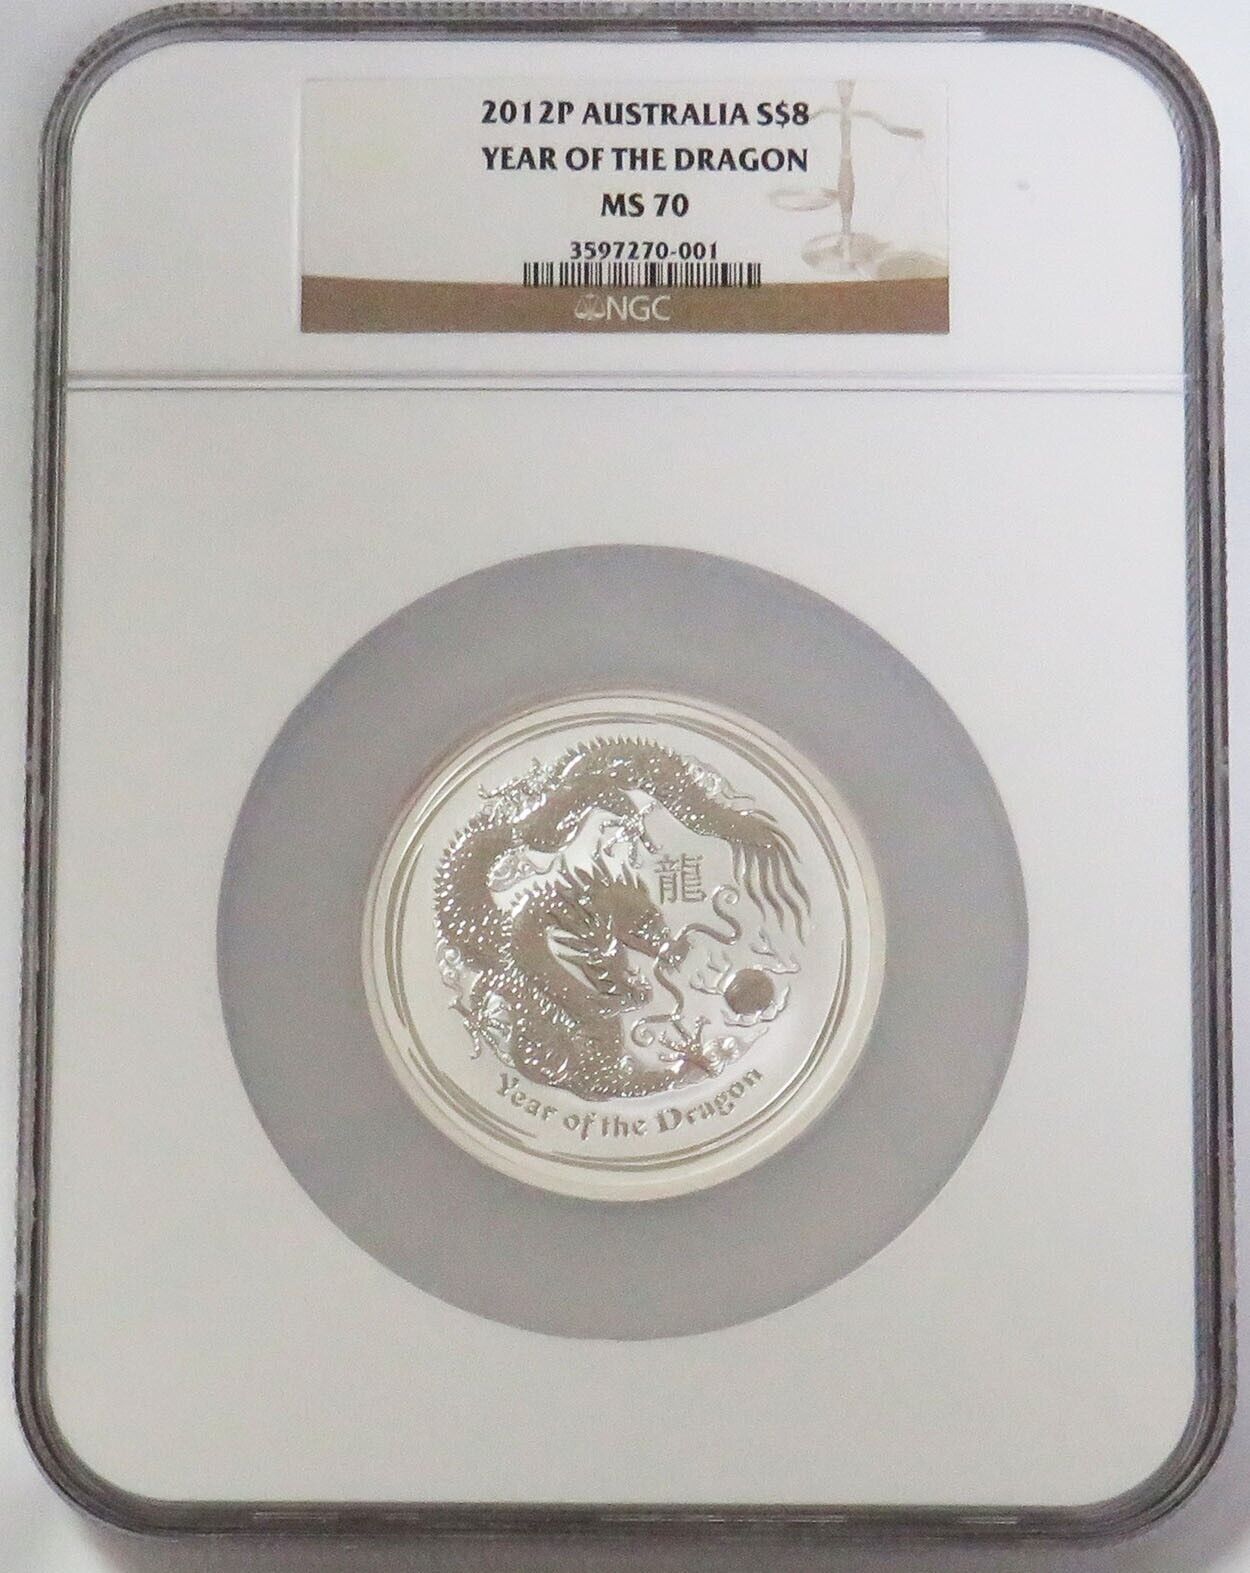 2012P AUSTRALIA S$8
YEAR OF THE DRAGON
MS 70
3597270-001
NGC
龍
Year of the Dragon